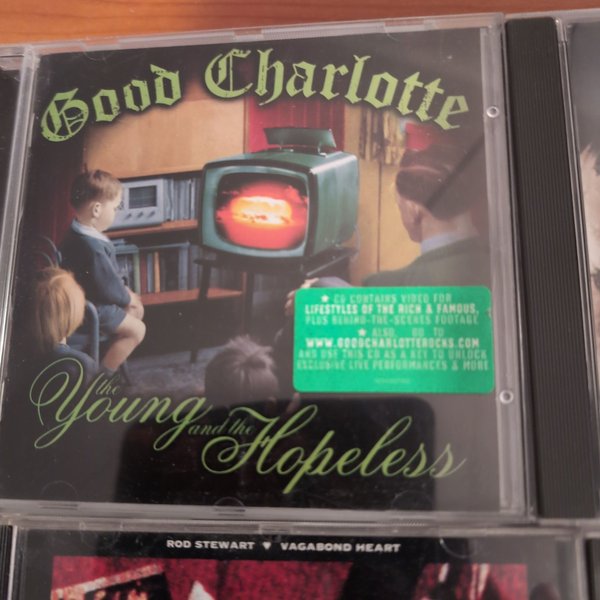 Good Charlotte
★ CD CONTAINS VIDEO FOR
LIFESTYLES OF THE RICH & FAMOUS,
PLUS BEHIND-THE-SCENES FOOTAGE
★ ALSO, GO TO
WWW.GOODCHARLOTTEROCKS.COM
AND USE THIS CD AS A KEY TO UNLOCK
EXCLUSIVE LIVE PERFORMANCES & MORE
the
Young and the Hopeless
ROD STEWART ▼ VAGABOND HEART